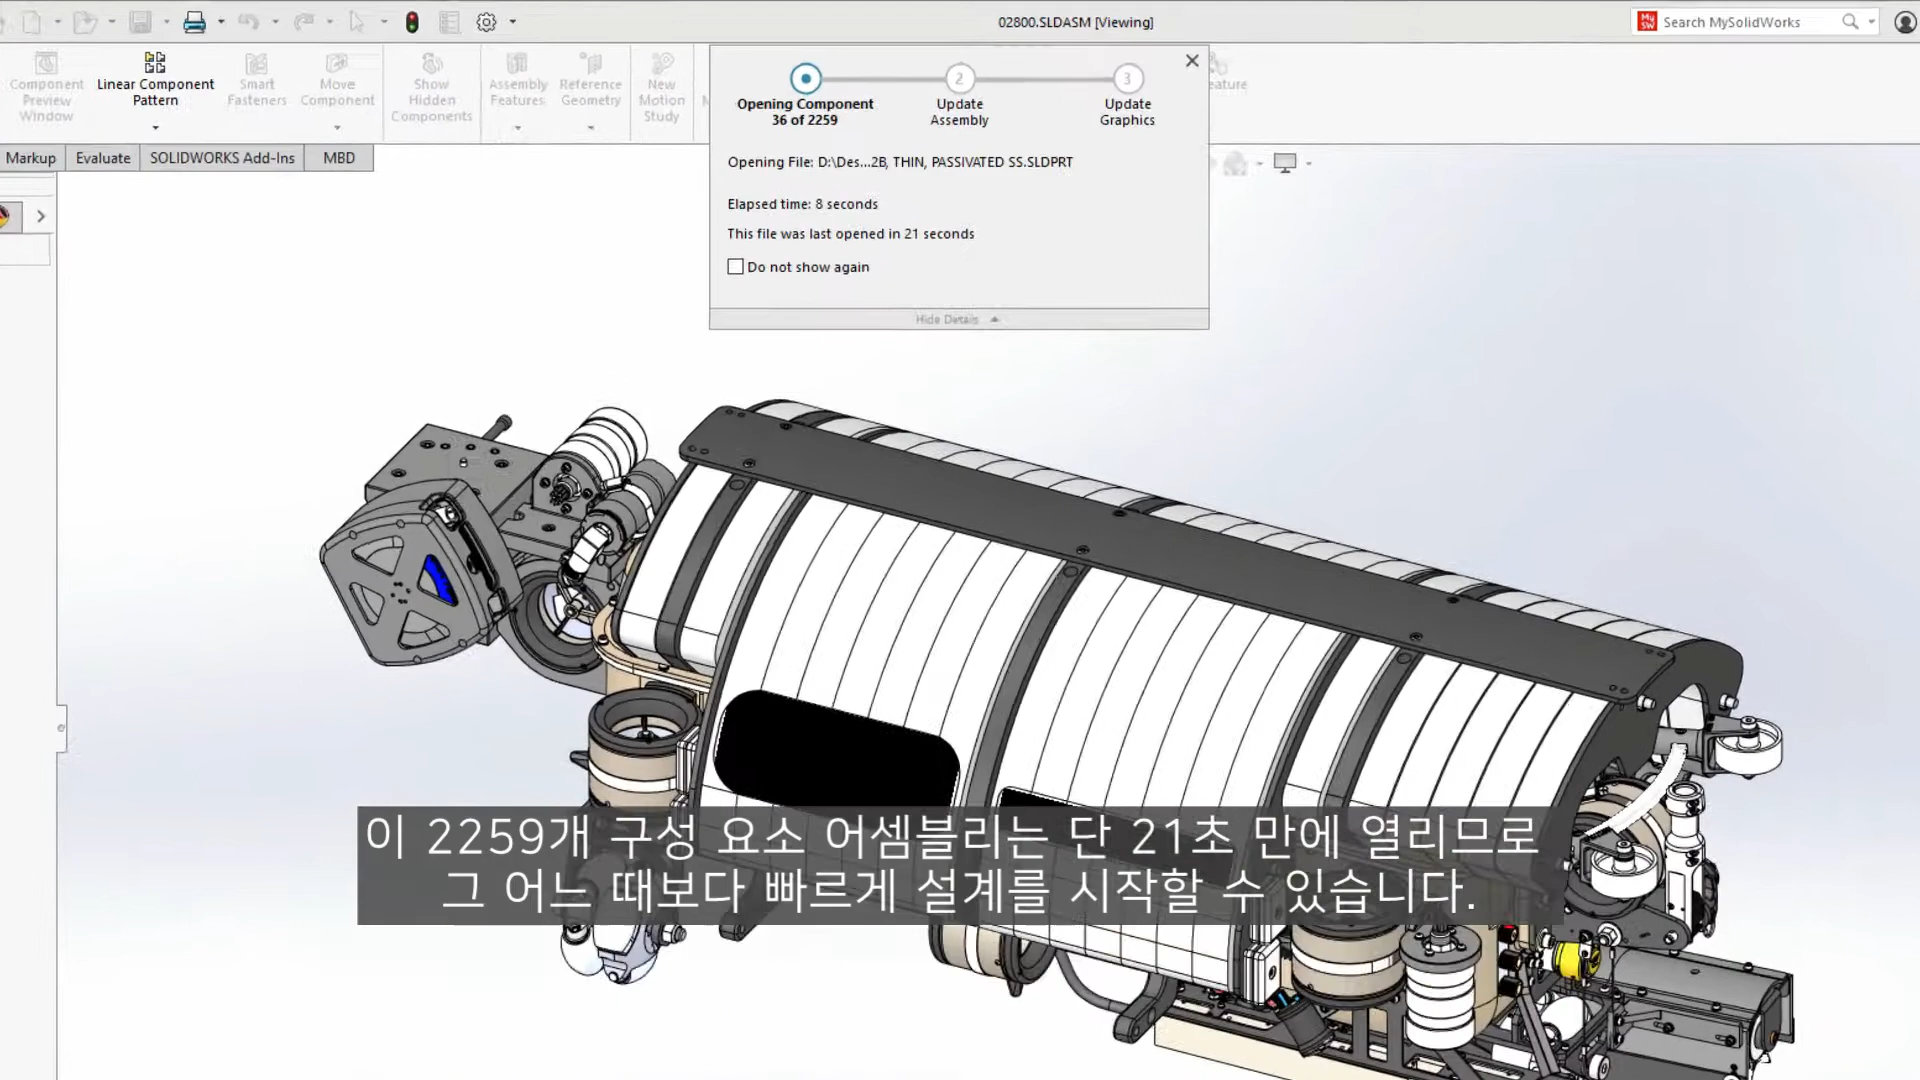 02800.SLDASM [Viewing]
My SW
Search MySolidWorks
Component
Preview
Window
Linear Component
Pattern
Smart
Fasteners
Move
Component
Show
Hidden
Components
Assembly
Features
Reference
Geometry
New
Motion
Study
2
3
Opening Component
36 of 2259
Update
Assembly
Update
Graphics
Opening File: D:\Des...2B, THIN, PASSIVATED SS.SLDPRT
Elapsed time: 8 seconds
This file was last opened in 21 seconds
Do not show again
Hide Details
Markup
Evaluate
SOLIDWORKS Add-Ins
MBD
이 2259개 구성 요소 어셈블리는 단 21초 만에 열리므로
그 어느 때보다 빠르게 설계를 시작할 수 있습니다.